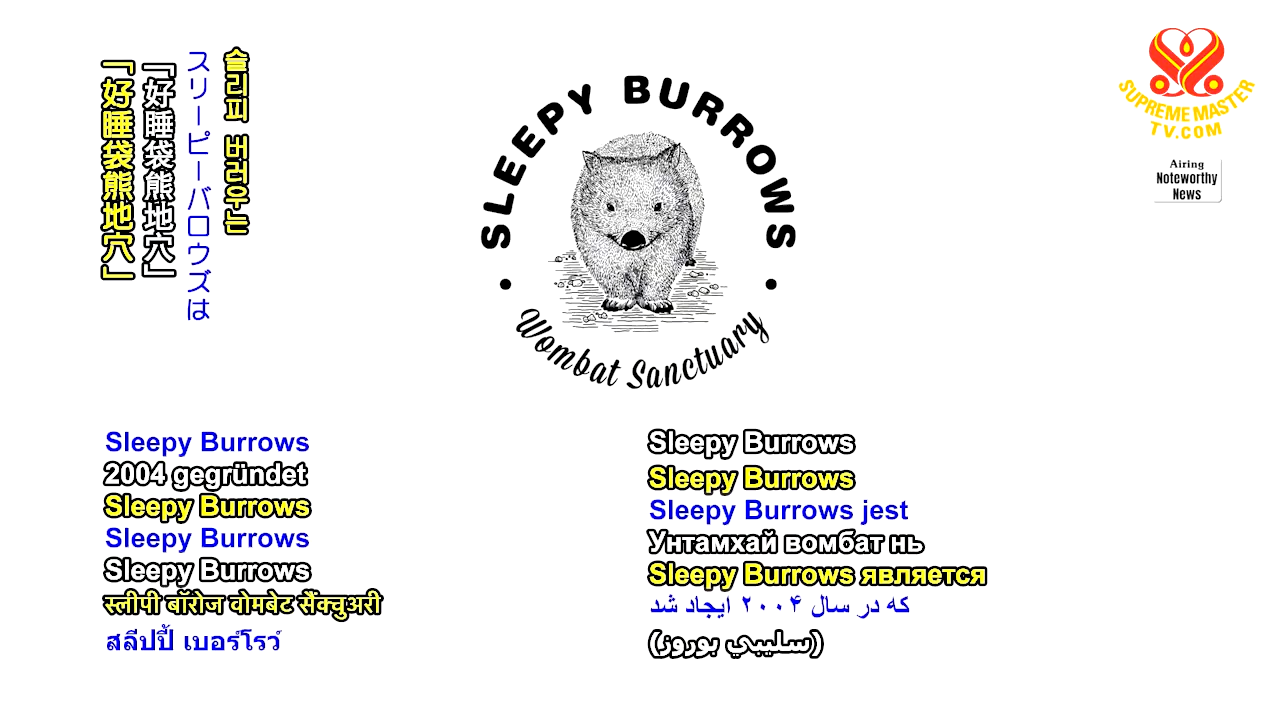 「好睡袋熊地穴」
「好睡袋熊地穴」
スリーピーバロウズは
슬리피 버러우는
SLEEPY BURROWS
Wombat Sanctuary
SUPREME MASTER
TV.COM
Airing
Noteworthy
News
Sleepy Burrows
2004 gegründet
Sleepy Burrows
Sleepy Burrows
Sleepy Burrows
स्लीपी बॉरोज वोमबेट सैंक्चुअरी
สลีปปี้ เบอร์โรว์
Sleepy Burrows
Sleepy Burrows
Sleepy Burrows jest
Унтамхай вомбат нь
Sleepy Burrows является
که در سال ۲۰۰۴ ایجاد شد
(سليبي بوروز)